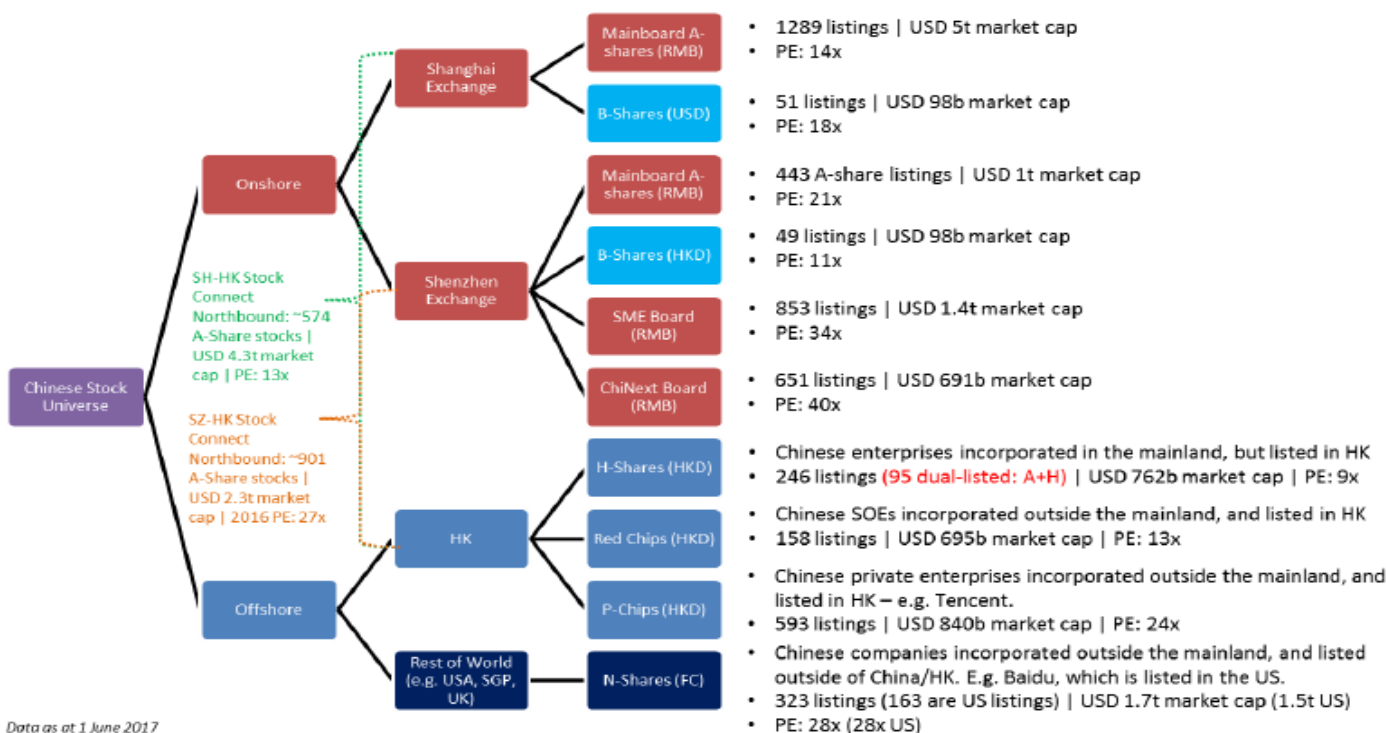 Chinese Stock
Universe
Onshore
Offshore
SH-HK Stock
Connect
Northbound: ~574
A-Share stocks |
USD 4.3t market
cap | PE: 13x
SZ-HK Stock
Connect
Northbound: ~901
A-Share stocks |
USD 2.3t market
cap | 2016 PE: 27x
Shanghai
Exchange
Shenzhen
Exchange
HK
Rest of World
(e.g. USA, SGP,
UK)
Mainboard A-
shares (RMB)
• 1289 listings | USD 5t market cap
• PE: 14x
B-Shares (USD)
• 51 listings | USD 98b market cap
• PE: 18x
Mainboard A-
shares (RMB)
• 443 A-share listings | USD 1t market cap
• PE: 21x
B-Shares (HKD)
• 49 listings | USD 98b market cap
• PE: 11x
SME Board
(RMB)
• 853 listings | USD 1.4t market cap
• PE: 34x
ChiNext Board
(RMB)
• 651 listings | USD 691b market cap
• PE: 40x
H-Shares (HKD)
• Chinese enterprises incorporated in the mainland, but listed in HK
• 246 listings (95 dual-listed: A+H) | USD 762b market cap | PE: 9x
Red Chips (HKD)
• Chinese SOEs incorporated outside the mainland, and listed in HK
• 158 listings | USD 695b market cap | PE: 13x
P-Chips (HKD)
• Chinese private enterprises incorporated outside the mainland, and
listed in HK – e.g. Tencent.
• 593 listings | USD 840b market cap | PE: 24x
N-Shares (FC)
• Chinese companies incorporated outside the mainland, and listed
outside of China/HK. E.g. Baidu, which is listed in the US.
• 323 listings (163 are US listings) | USD 1.7t market cap (1.5t US)
• PE: 28x (28x US)
Data as at 1 June 2017